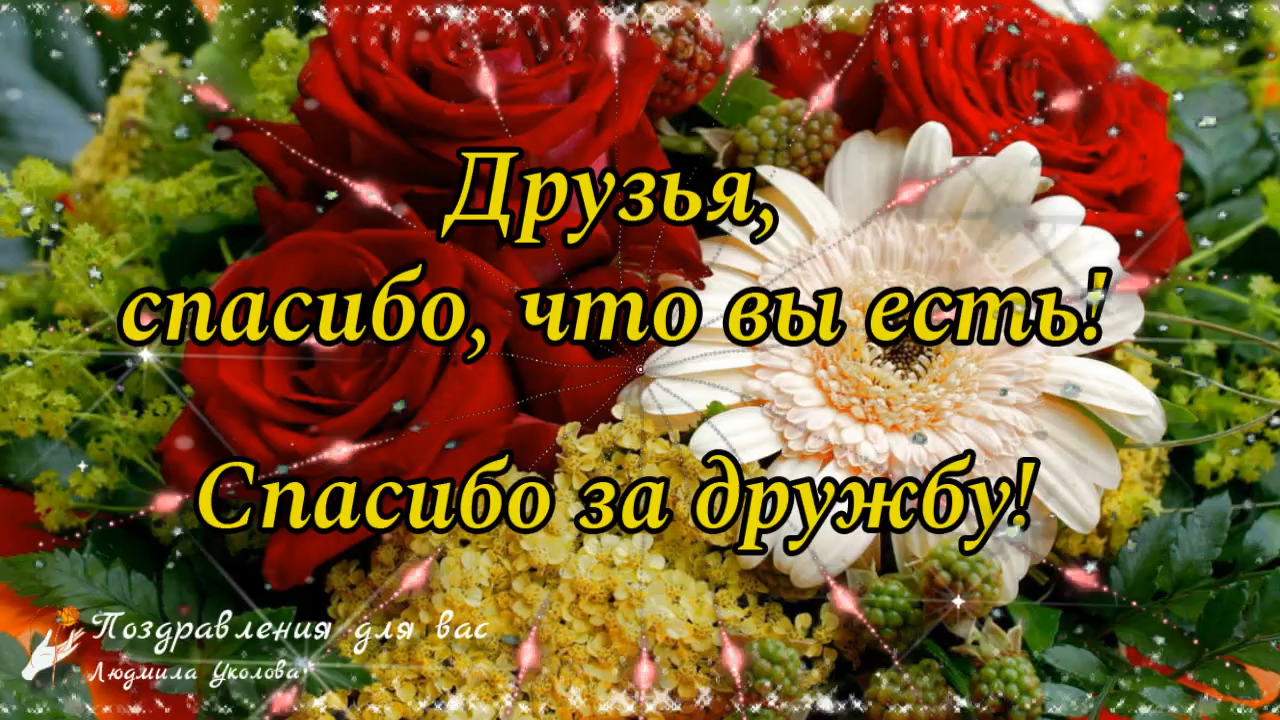 Друзья,
спасибо, что вы есть!
Спасибо за дружбу!
Поздравления для вас
Людмила Уколова